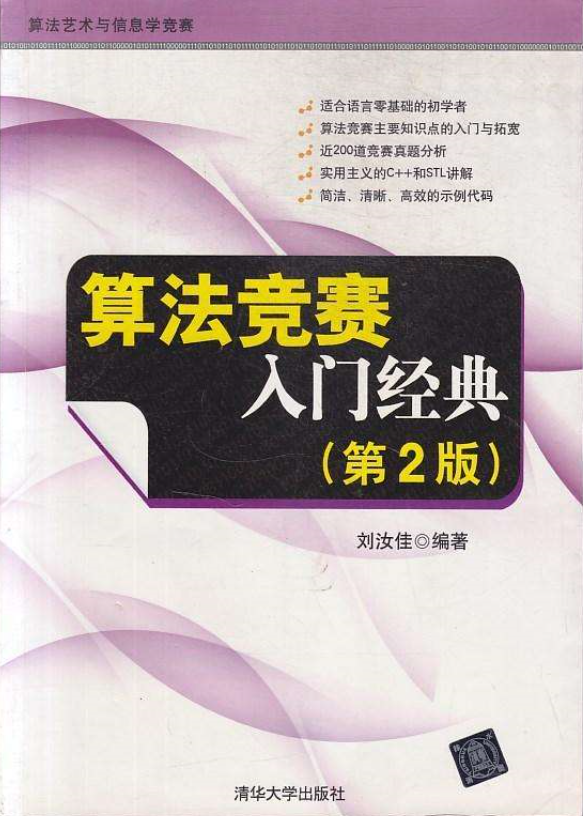 算法艺术与信息学竞赛
适合语言零基础的初学者
算法竞赛主要知识点的入门与拓宽
近200道竞赛真题分析
实用主义的C++和STL讲解
简洁、清晰、高效的示例代码
算法竞赛
入门经典
(第2版)
刘汝佳◎编著
清华大学出版社